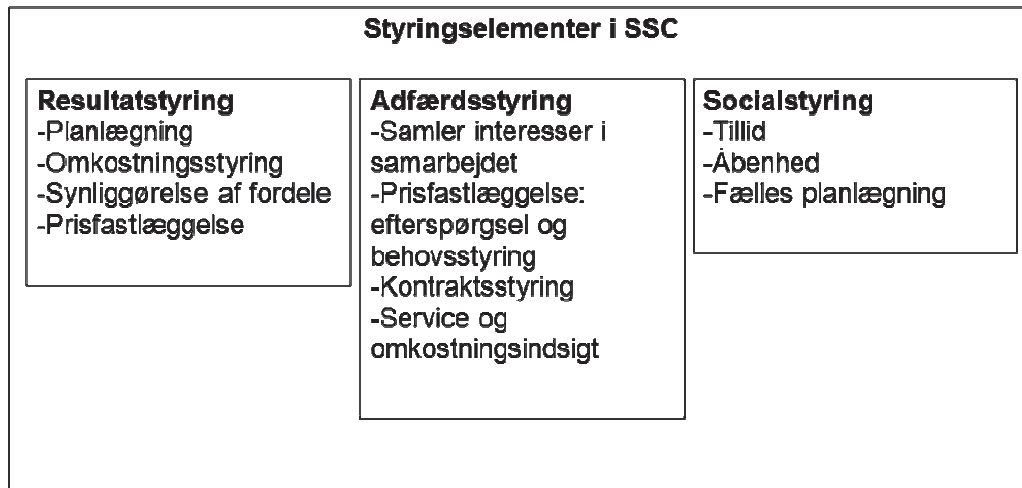 Styringselementer i SSC
Resultatstyring
-Planlægning
-Omkostningsstyring
-Synliggørelse af fordele
-Prisfastlæggelse
Adfærdsstyring
-Samler interesser i
samarbejdet
-Prisfastlæggelse:
efterspørgsel og
behovsstyring
-Kontraktsstyring
-Service og
omkostningsindsigt
Socialstyring
-Tillid
-Åbenhed
-Fælles planlægning